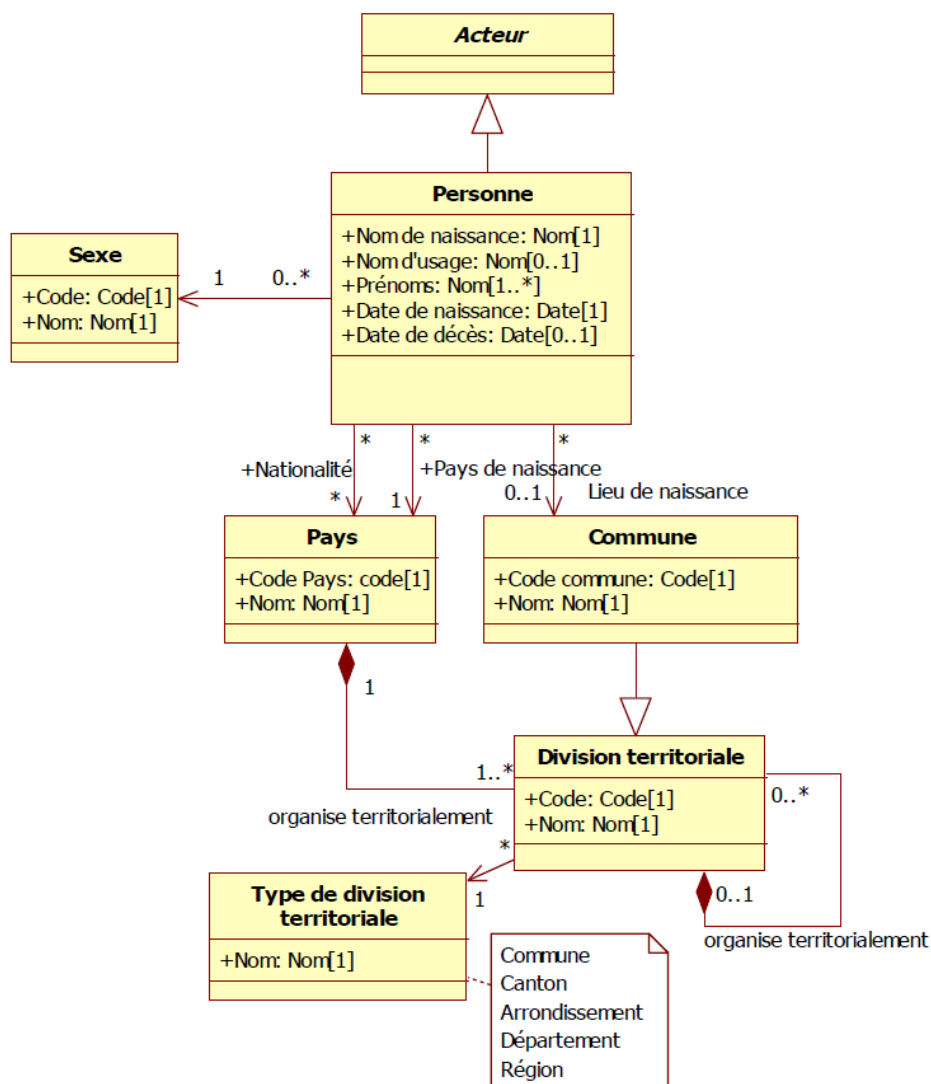 Acteur
Personne
+Nom de naissance: Nom[1]
+Nom d'usage: Nom[0..1]
+Prénoms: Nom[1..*]
+Date de naissance: Date[1]
+Date de décès: Date[0..1]
Sexe
+Code: Code[1]
+Nom: Nom[1]
1
0..*
*
*
*
+Nationalité
+Pays de naissance
*
1
0..1
Lieu de naissance
Pays
+Code Pays: code[1]
+Nom: Nom[1]
Commune
+Code commune: Code[1]
+Nom: Nom[1]
1
1..*
organise territorialement
Division territoriale
+Code: Code[1]
+Nom: Nom[1]
0..*
0..1
organise territorialement
*
1
Type de division
territoriale
+Nom: Nom[1]
Commune
Canton
Arrondissement
Département
Région